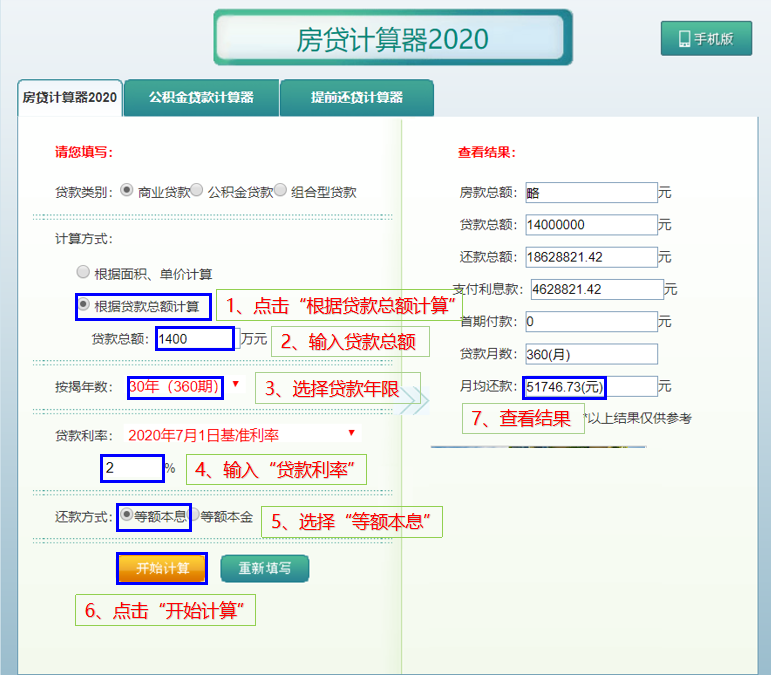 房贷计算器2020
手机版
房贷计算器2020
公积金贷款计算器
提前还贷计算器
请您填写:
贷款类别: 商业贷款 公积金贷款 组合型贷款
计算方式:
根据面积、单价计算
根据贷款总额计算
1、点击“根据贷款总额计算”
贷款总额: 1400 万元
2、输入贷款总额
按揭年数: 30年（360期） ▼
3、选择贷款年限
贷款利率: 2020年7月1日基准利率 ▼
2 %
4、输入“贷款利率”
还款方式: 等额本息 等额本金
5、选择“等额本息”
开始计算
重新填写
6、点击“开始计算”
查看结果:
房款总额: 略 元
贷款总额: 14000000 元
还款总额: 18628821.42 元
支付利息款: 4628821.42 元
首期付款: 0 元
贷款月数: 360(月)
月均还款: 51746.73(元) 元
7、查看结果
*以上结果仅供参考